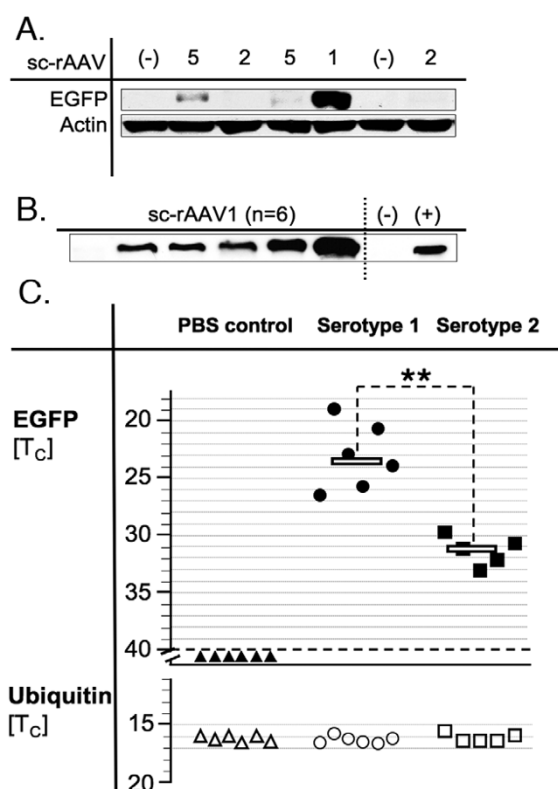 A.
sc-rAAV (-) 5 2 5 1 (-) 2
EGFP
Actin
B.
sc-rAAV1 (n=6) (-) (+)
C.
PBS control Serotype 1 Serotype 2
**
EGFP
[TC]
20
25
30
35
40
Ubiquitin
[TC]
15
20